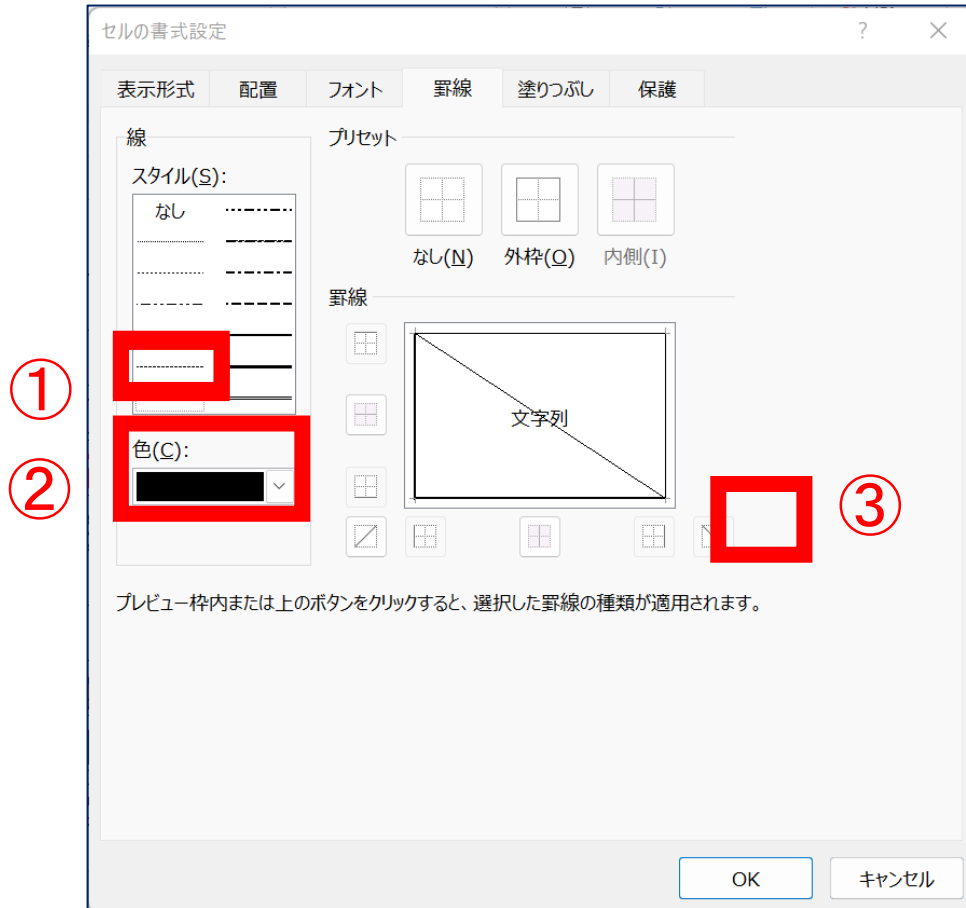 セルの書式設定
表示形式 配置 フォント 罫線 塗りつぶし 保護
線
スタイル(S):
なし
プリセット
なし(N) 外枠(O) 内側(I)
罫線
文字列
①
色(C):
②
③
プレビュー枠内または上のボタンをクリックすると、選択した罫線の種類が適用されます。
OK キャンセル